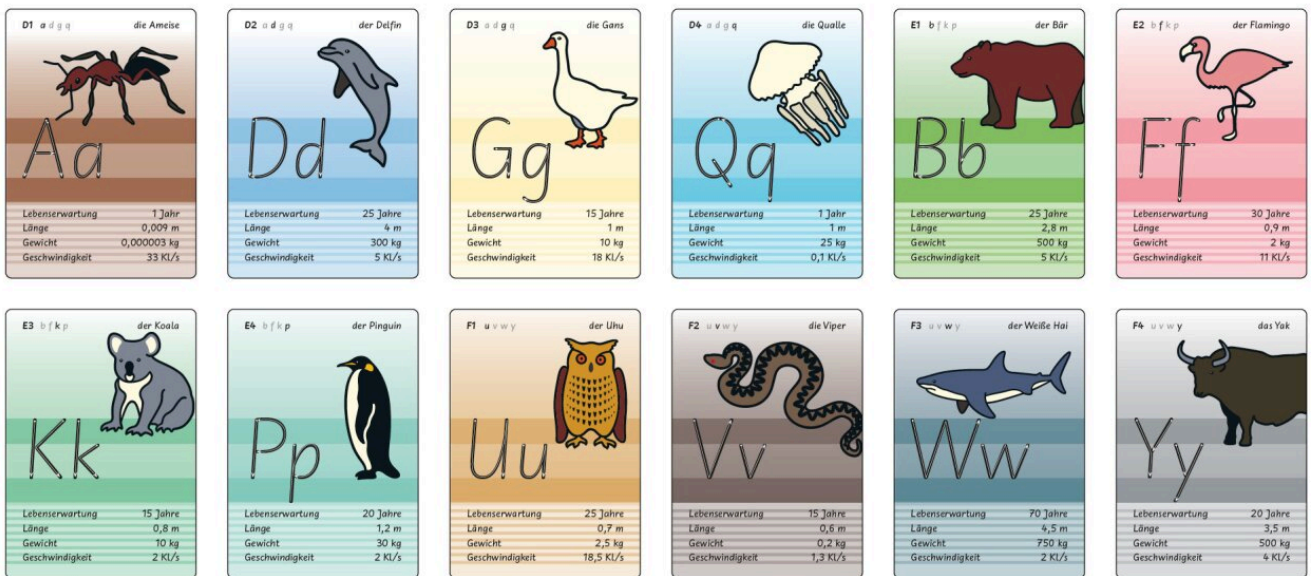 D1 a d g q die Ameise
Aa
Lebenserwartung 1 Jahr
Länge 0,009 m
Gewicht 0,000003 kg
Geschwindigkeit 33 KL/s
D2 a d g q der Delfin
Dd
Lebenserwartung 25 Jahre
Länge 4 m
Gewicht 300 kg
Geschwindigkeit 5 KL/s
D3 a d g q die Gans
Gg
Lebenserwartung 15 Jahre
Länge 1 m
Gewicht 10 kg
Geschwindigkeit 18 KL/s
D4 a d g q die Qualle
Qq
Lebenserwartung 1 Jahr
Länge 1 m
Gewicht 25 kg
Geschwindigkeit 0,1 KL/s
E1 b f k p der Bär
Bb
Lebenserwartung 25 Jahre
Länge 2,8 m
Gewicht 500 kg
Geschwindigkeit 5 KL/s
E2 b f k p der Flamingo
Ff
Lebenserwartung 30 Jahre
Länge 0,9 m
Gewicht 2 kg
Geschwindigkeit 11 KL/s
E3 b f k p der Koala
Kk
Lebenserwartung 15 Jahre
Länge 0,8 m
Gewicht 10 kg
Geschwindigkeit 2 KL/s
E4 b f k p der Pinguin
Pp
Lebenserwartung 20 Jahre
Länge 1,2 m
Gewicht 30 kg
Geschwindigkeit 2 KL/s
F1 u v w y der Uhu
Uu
Lebenserwartung 25 Jahre
Länge 0,7 m
Gewicht 2,5 kg
Geschwindigkeit 18,5 KL/s
F2 u v w y die Viper
Vv
Lebenserwartung 15 Jahre
Länge 0,6 m
Gewicht 0,2 kg
Geschwindigkeit 1,3 KL/s
F3 u v w y der Weiße Hai
Ww
Lebenserwartung 70 Jahre
Länge 4,5 m
Gewicht 750 kg
Geschwindigkeit 2 KL/s
F4 u v w y das Yak
Yy
Lebenserwartung 20 Jahre
Länge 3,5 m
Gewicht 500 kg
Geschwindigkeit 4 KL/s